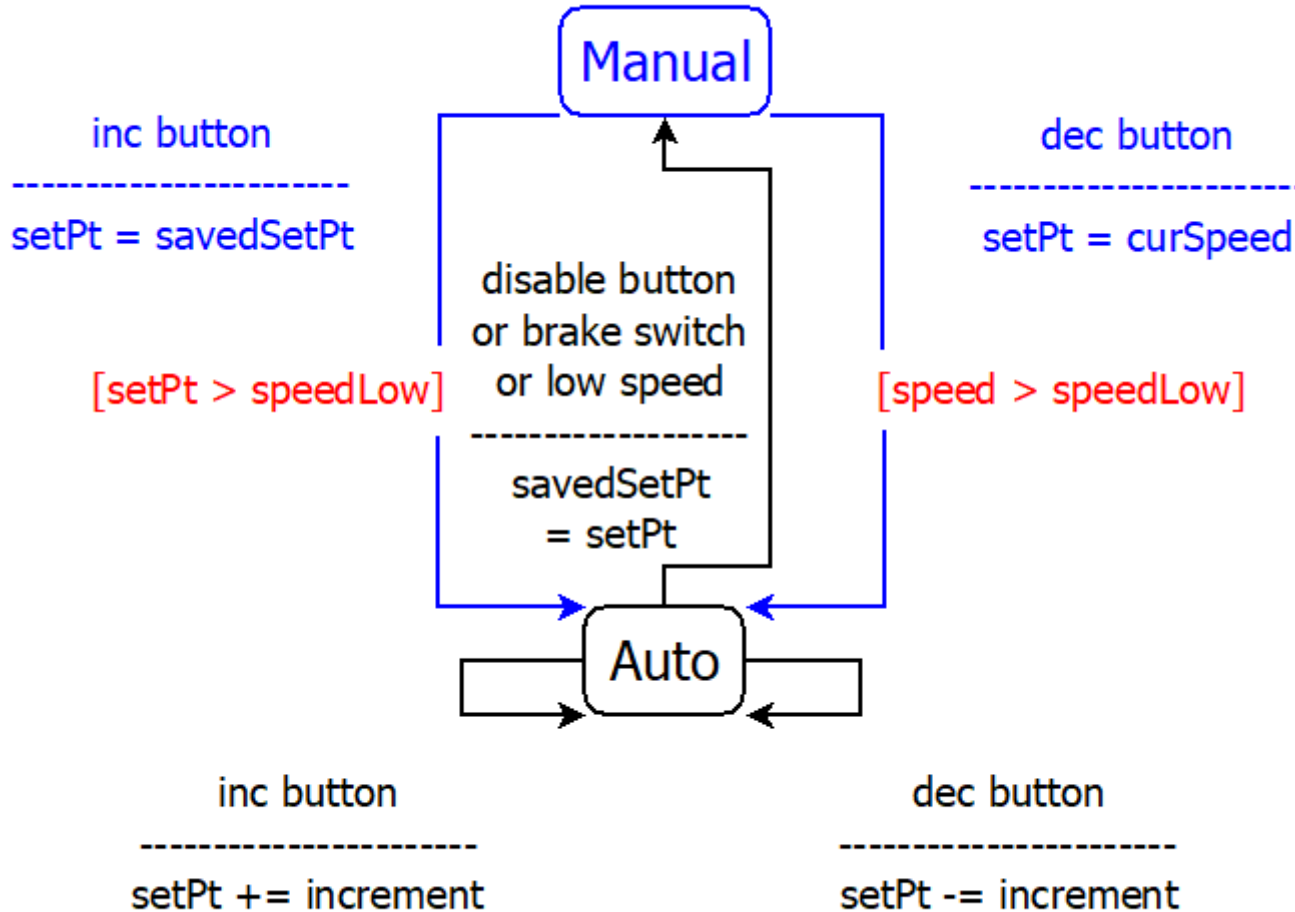 Manual
inc button
-----------------------
setPt = savedSetPt
[setPt > speedLow]
disable button
or brake switch
or low speed
-------------------
savedSetPt
= setPt
dec button
-----------------------
setPt = curSpeed
[speed > speedLow]
Auto
inc button
-----------------------
setPt += increment
dec button
-----------------------
setPt -= increment